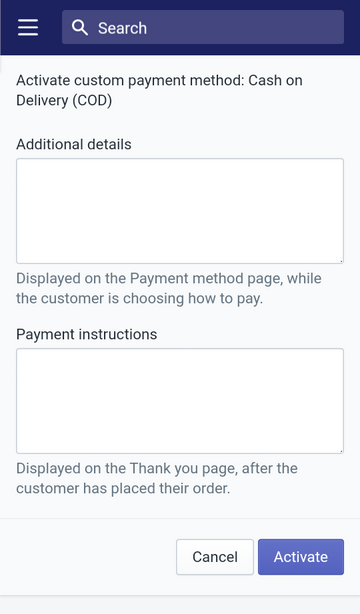 Search
Activate custom payment method: Cash on
Delivery (COD)
Additional details
Displayed on the Payment method page, while
the customer is choosing how to pay.
Payment instructions
Displayed on the Thank you page, after the
customer has placed their order.
Cancel
Activate